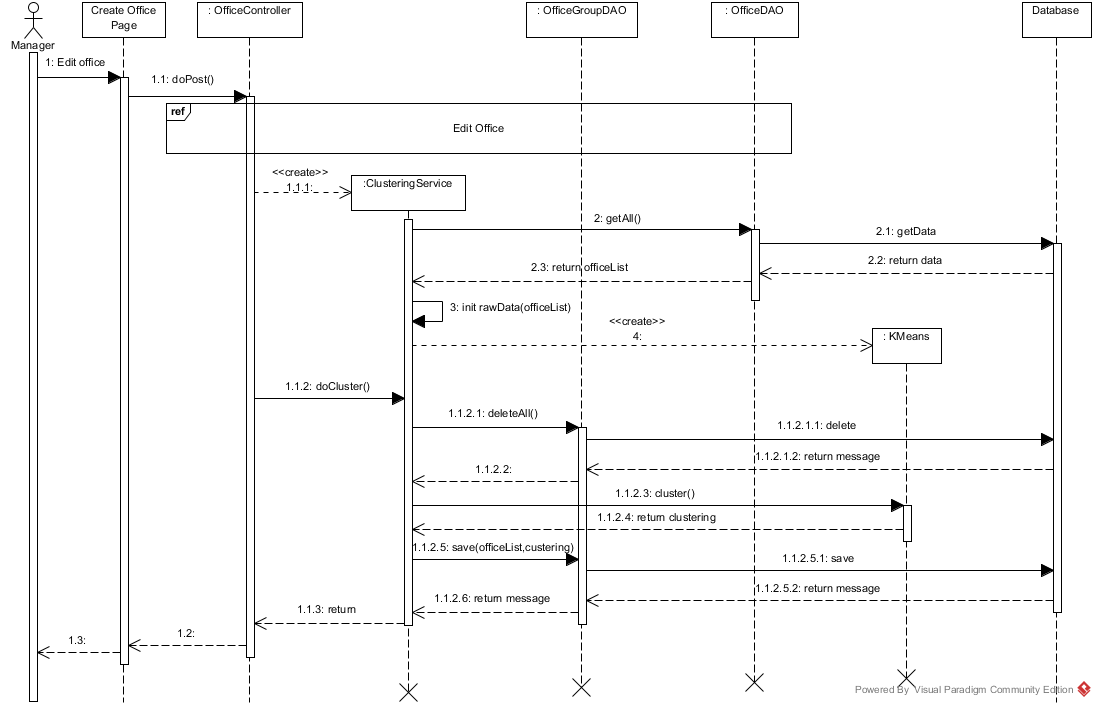 Create Office
Page
: OfficeController
: OfficeGroupDAO
: OfficeDAO
Database
Manager
1: Edit office
1.1: doPost()
ref
Edit Office
<<create>>
1.1.1:
:ClusteringService
2: getAll()
2.1: getData
2.2: return data
2.3: return officeList
3: init rawData(officeList)
<<create>>
4:
: KMeans
1.1.2: doCluster()
1.1.2.1: deleteAll()
1.1.2.1.1: delete
1.1.2.1.2: return message
1.1.2.2:
1.1.2.3: cluster()
1.1.2.4: return clustering
1.1.2.5: save(officeList,custering)
1.1.2.5.1: save
1.1.2.5.2: return message
1.1.2.6: return message
1.1.3: return
1.2:
1.3:
Powered By Visual Paradigm Community Edition